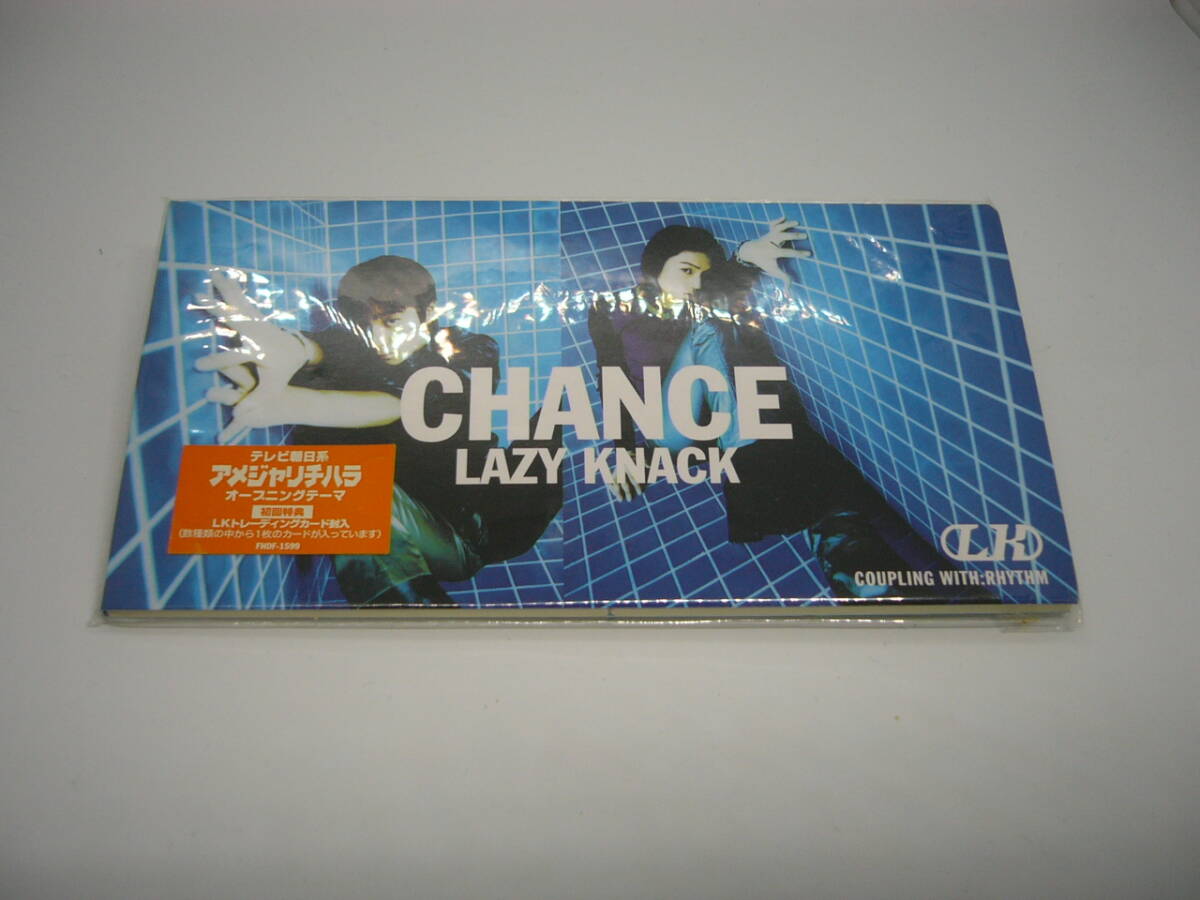 CHANCE
LAZY KNACK
テレビ朝日系
アメジャリチハラ
オープニングテーマ
初回特典
LKトレーディングカード封入
(数種類の中から1枚のカードが入っています)
FHDF-1599
LK
COUPLING WITH:RHYTHM